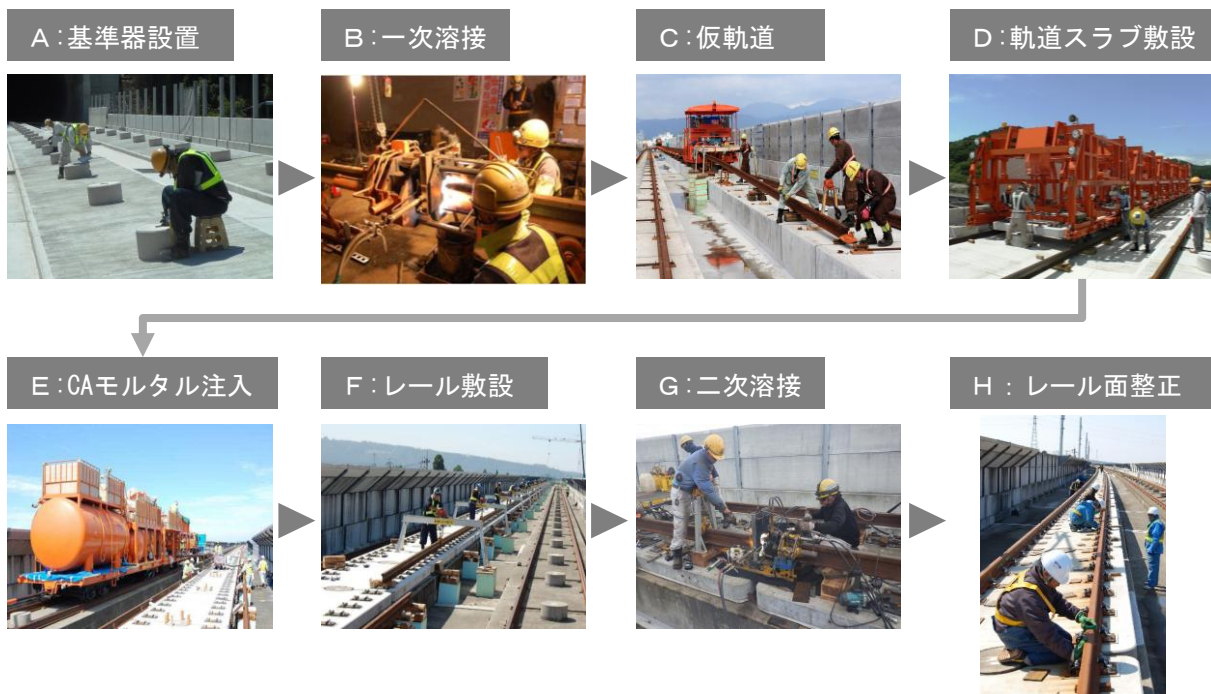 A:基準器設置
B:一次溶接
C:仮軌道
D:軌道スラブ敷設
E:CAモルタル注入
F:レール敷設
G:二次溶接
H：レール面整正